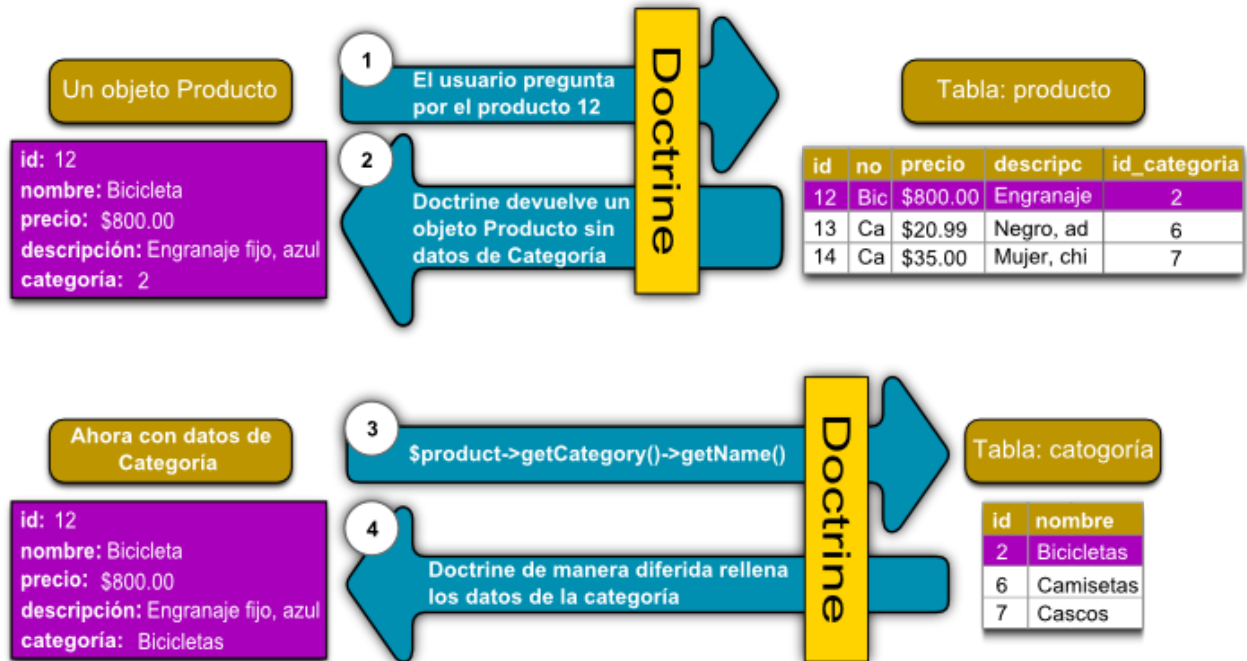 Un objeto Producto
1
El usuario pregunta
por el producto 12
Doctrine
Tabla: producto
id: 12
nombre: Bicicleta
precio: $800.00
descripción: Engranaje fijo, azul
categoría: 2
2
Doctrine devuelve un
objeto Producto sin
datos de Categoría
id no precio descripc id_categoria
12 Bic $800.00 Engranaje 2
13 Ca $20.99 Negro, ad 6
14 Ca $35.00 Mujer, chi 7
Ahora con datos de
Categoría
3
$product->getCategory()->getName()
Doctrine
Tabla: catogoría
id: 12
nombre: Bicicleta
precio: $800.00
descripción: Engranaje fijo, azul
categoría: Bicicletas
4
Doctrine de manera diferida rellena
los datos de la categoría
id nombre
2 Bicicletas
6 Camisetas
7 Cascos